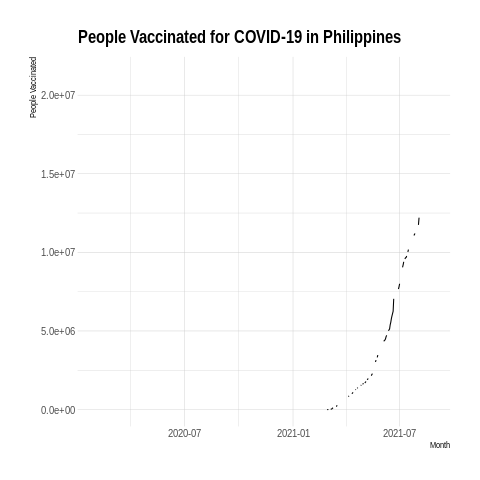 People Vaccinated for COVID-19 in Philippines
People Vaccinated
2.0e+07
1.5e+07
1.0e+07
5.0e+06
0.0e+00
2020-07
2021-01
2021-07
Month